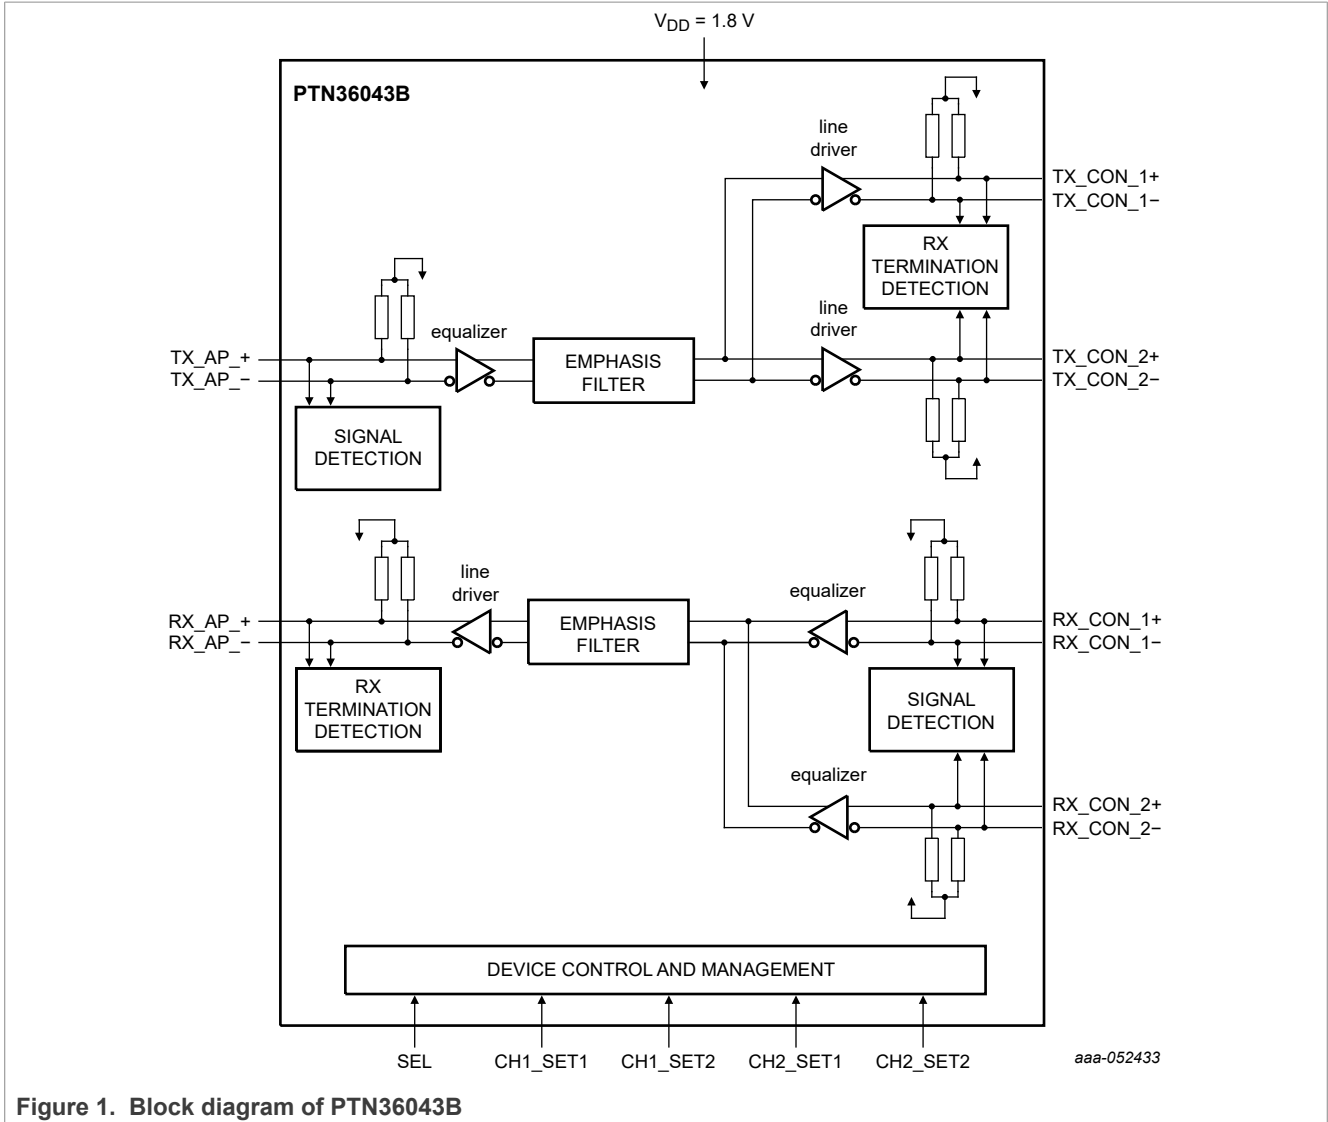 VDD = 1.8 V
PTN36043B
line
driver
TX_CON_1+
TX_CON_1−
RX
TERMINATION
DETECTION
line
driver
equalizer
TX_AP_+
TX_AP_−
EMPHASIS
FILTER
TX_CON_2+
TX_CON_2−
SIGNAL
DETECTION
line
driver
equalizer
RX_AP_+
RX_AP_−
EMPHASIS
FILTER
RX_CON_1+
RX_CON_1−
RX
TERMINATION
DETECTION
SIGNAL
DETECTION
equalizer
RX_CON_2+
RX_CON_2−
DEVICE CONTROL AND MANAGEMENT
SEL
CH1_SET1
CH1_SET2
CH2_SET1
CH2_SET2
aaa-052433
Figure 1. Block diagram of PTN36043B